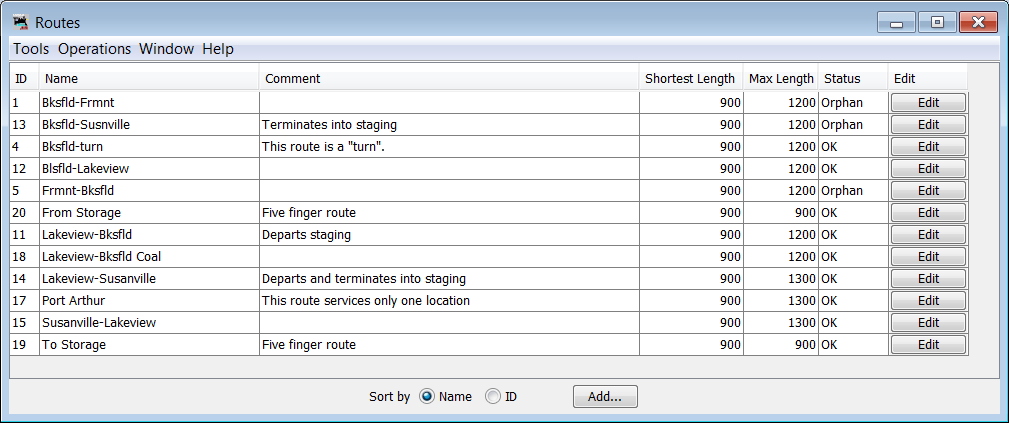 Routes
Tools Operations Window Help
ID Name Comment Shortest Length Max Length Status Edit
1 Bksfld-Frmnt 900 1200 Orphan Edit
13 Bksfld-Susnville Terminates into staging 900 1200 Orphan Edit
4 Bksfld-turn This route is a "turn". 900 1200 OK Edit
12 Blsfld-Lakeview 900 1200 OK Edit
5 Frmnt-Bksfld 900 1200 Orphan Edit
20 From Storage Five finger route 900 900 OK Edit
11 Lakeview-Bksfld Departs staging 900 1200 OK Edit
18 Lakeview-Bksfld Coal 900 1200 OK Edit
14 Lakeview-Susanville Departs and terminates into staging 900 1300 OK Edit
17 Port Arthur This route services only one location 900 1300 OK Edit
15 Susanville-Lakeview 900 1300 OK Edit
19 To Storage Five finger route 900 900 OK Edit
Sort by Name ID Add...